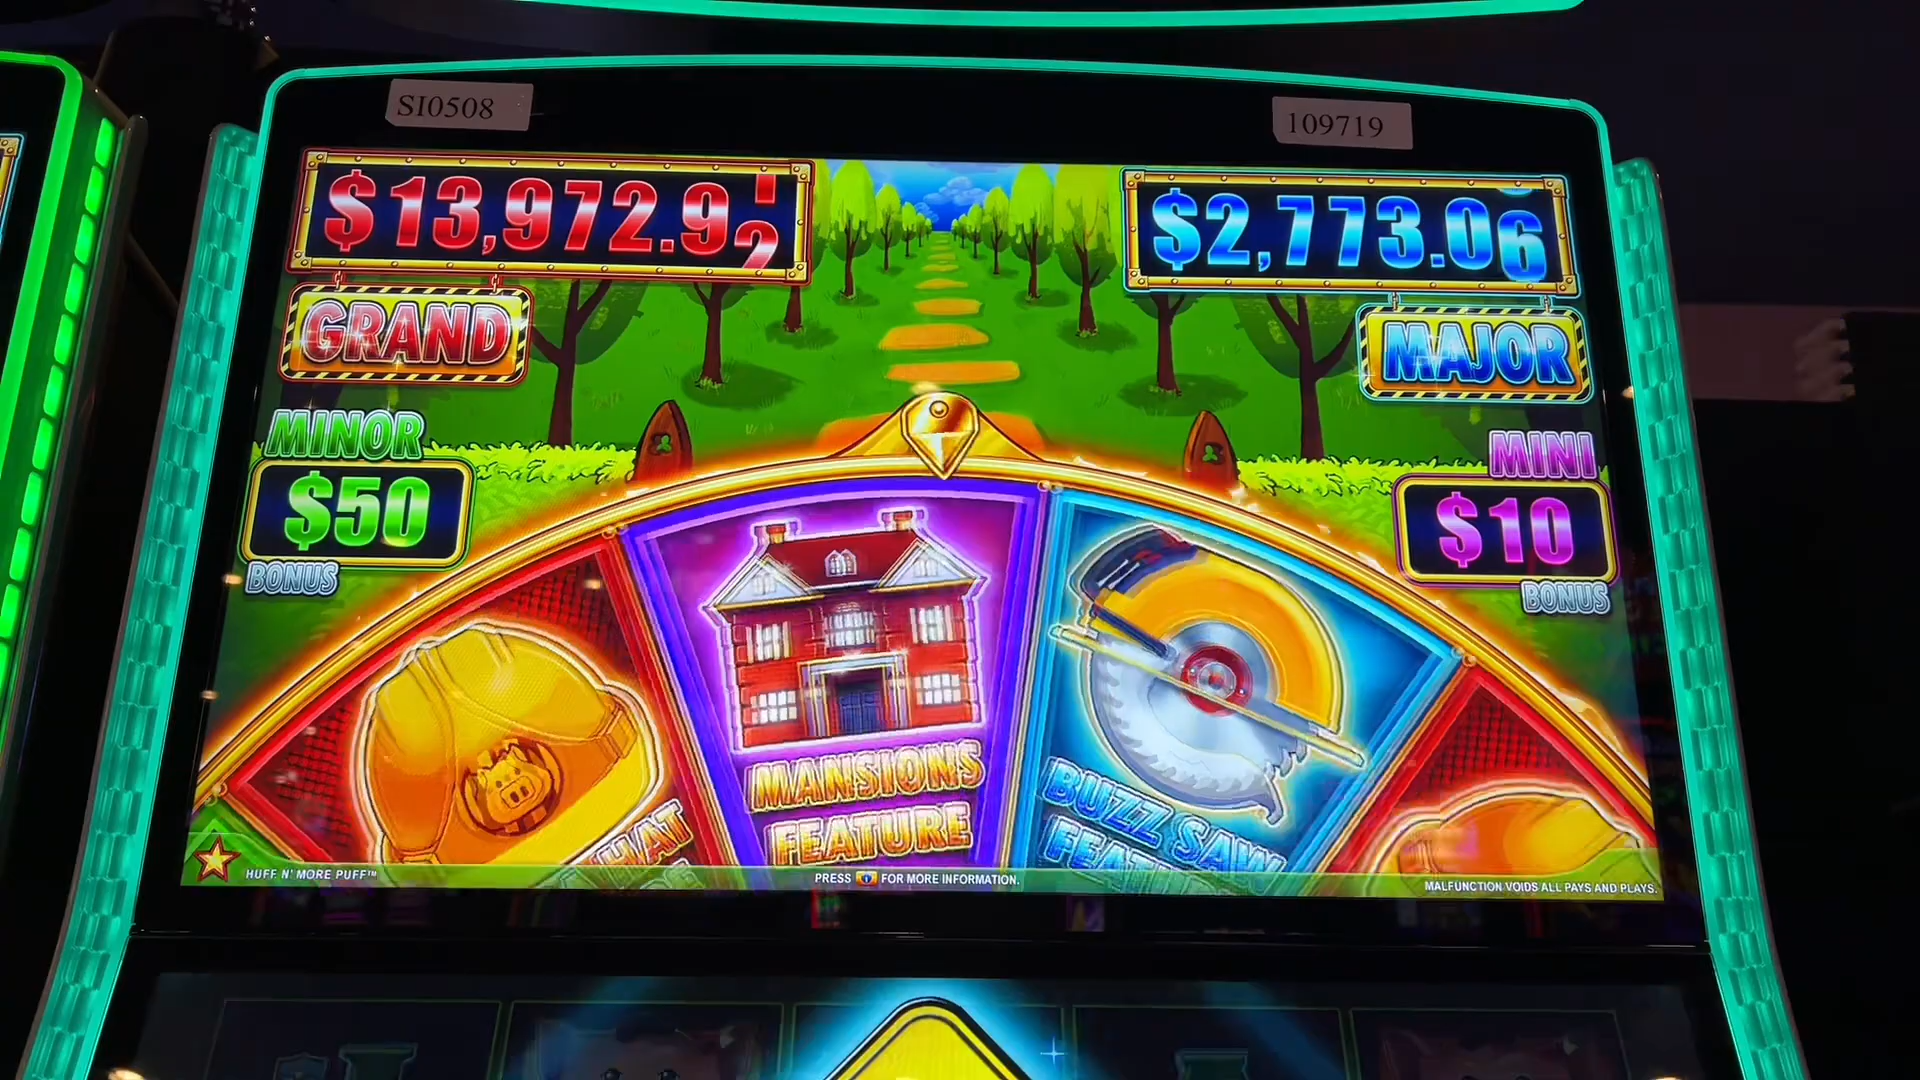 SI0508
109719
$13,972.9
$2,773.06
GRAND
MAJOR
MINOR
$50
BONUS
MINI
$10
BONUS
MANSIONS
FEATURE
BUZZ SAW
HUFF N' MORE PUFF™
PRESS FOR MORE INFORMATION.
MALFUNCTION VOIDS ALL PAYS AND PLAYS.